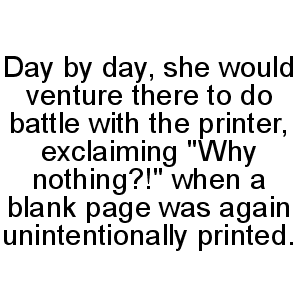 Day by day, she would
venture there to do
battle with the printer,
exclaiming "Why
nothing?!" when a
blank page was again
unintentionally printed.